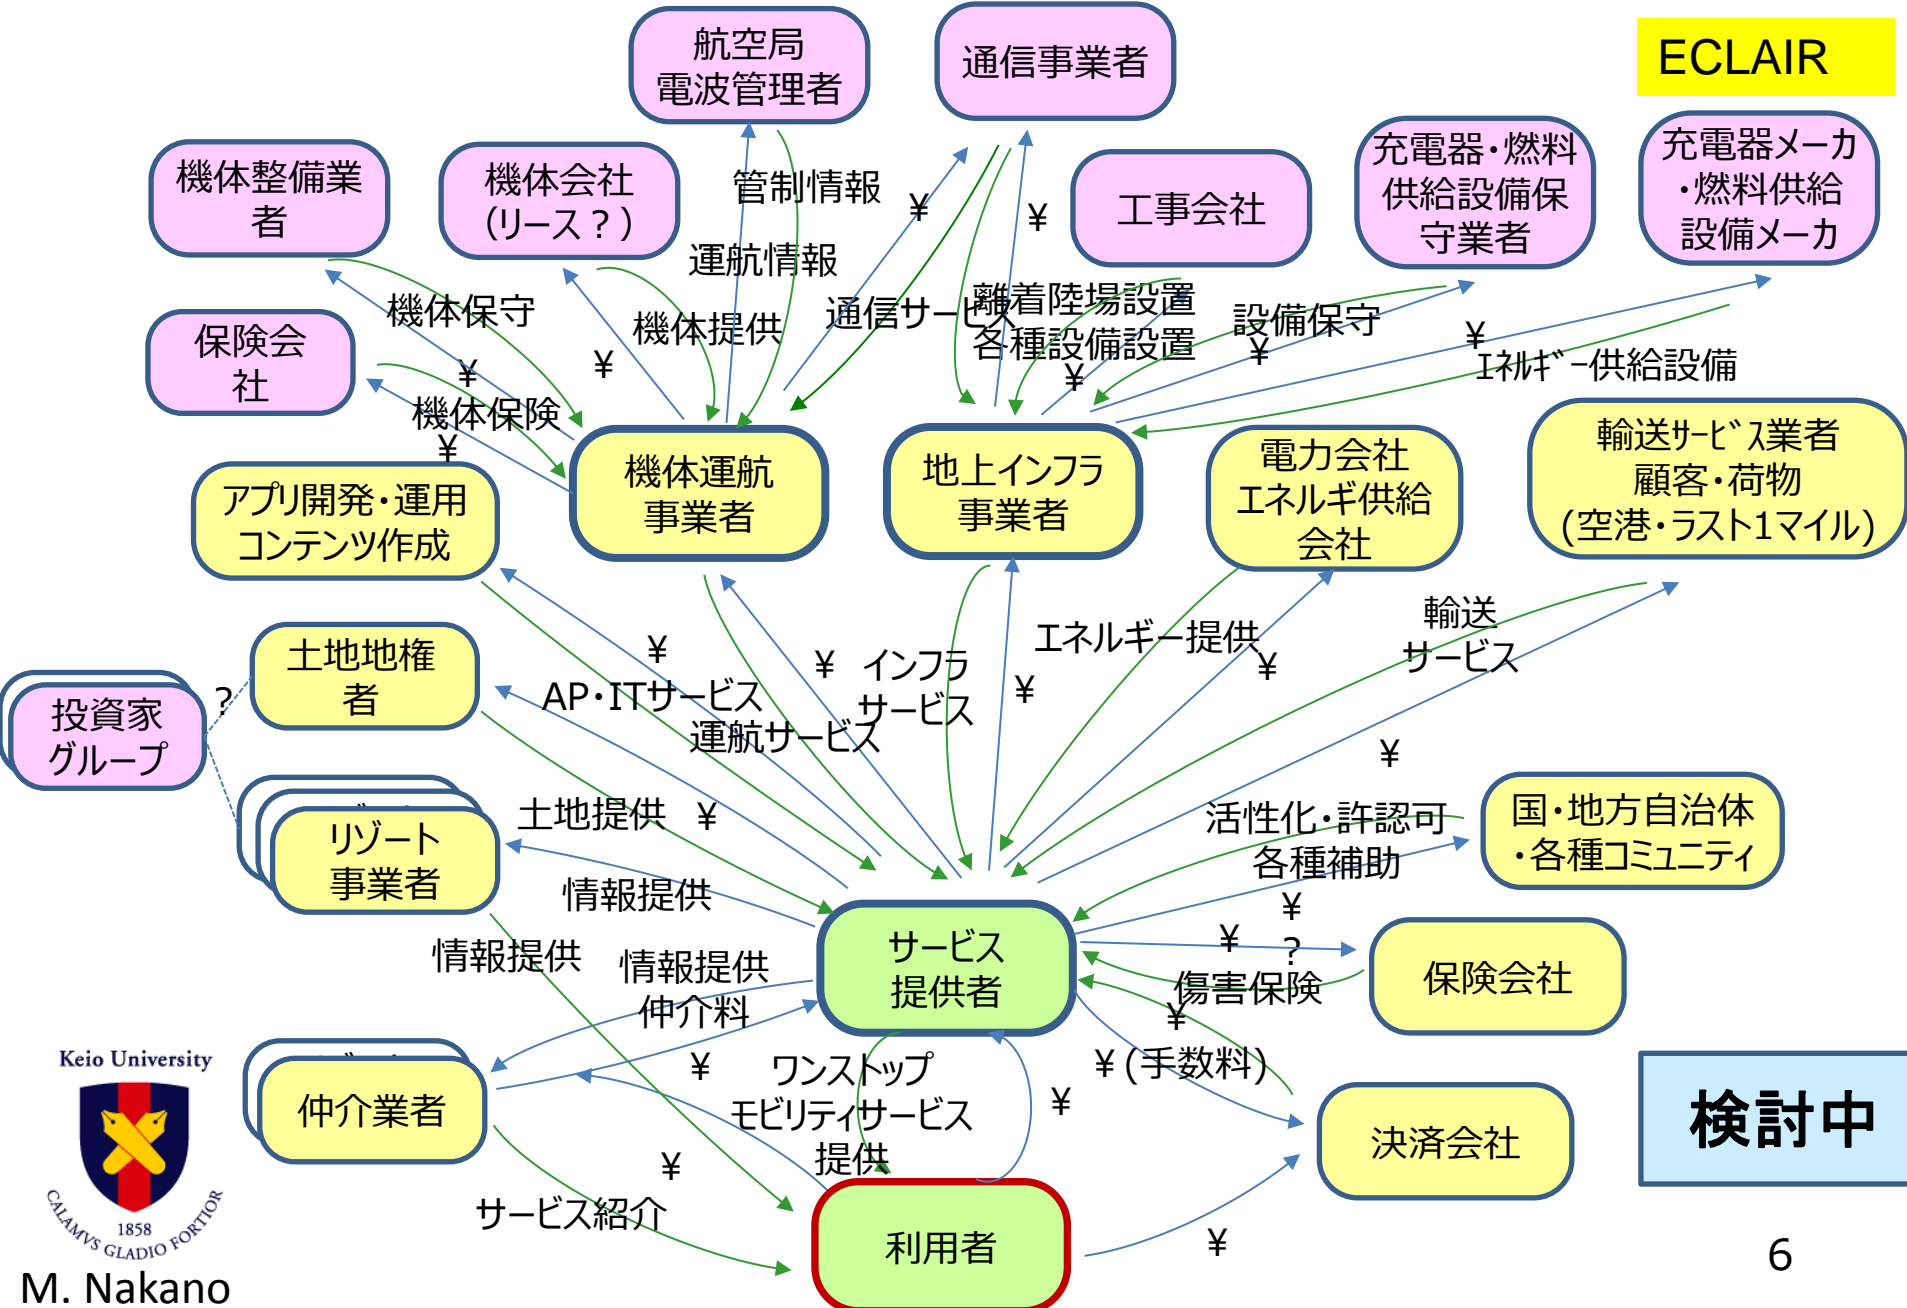 航空局
電波管理者
通信事業者
ECLAIR
機体整備業
者
機体会社
(リース？)
管制情報
¥
¥
工事会社
充電器・燃料
供給設備保
守業者
充電器メーカ
・燃料供給
設備メーカ
運航情報
保険会
社
機体保守
¥
機体提供
¥
通信サービス
離着陸場設置
各種設備設置
¥
設備保守
¥
¥
ｴﾈﾙｷﾞｰ供給設備
機体保険
¥
アプリ開発・運用
コンテンツ作成
機体運航
事業者
地上インフラ
事業者
電力会社
エネルギ供給
会社
輸送ｻｰﾋﾞｽ業者
顧客・荷物
(空港・ラスト1マイル)
土地地権
者
?
投資家
グループ
¥
AP・ITサービス
¥
運航サービス
インフラ
サービス
¥
エネルギー提供
¥
輸送
サービス
¥
土地提供
¥
リゾート
事業者
情報提供
活性化・許認可
各種補助
¥
?
国・地方自治体
・各種コミュニティ
情報提供
情報提供
仲介料
¥
サービス
提供者
¥
傷害保険
¥
保険会社
¥(手数料)
Keio University
1858
CALAMVS GLADIO FORTIOR
M. Nakano
仲介業者
¥
サービス紹介
ワンストップ
モビリティサービス
提供
¥
利用者
¥
決済会社
検討中
6